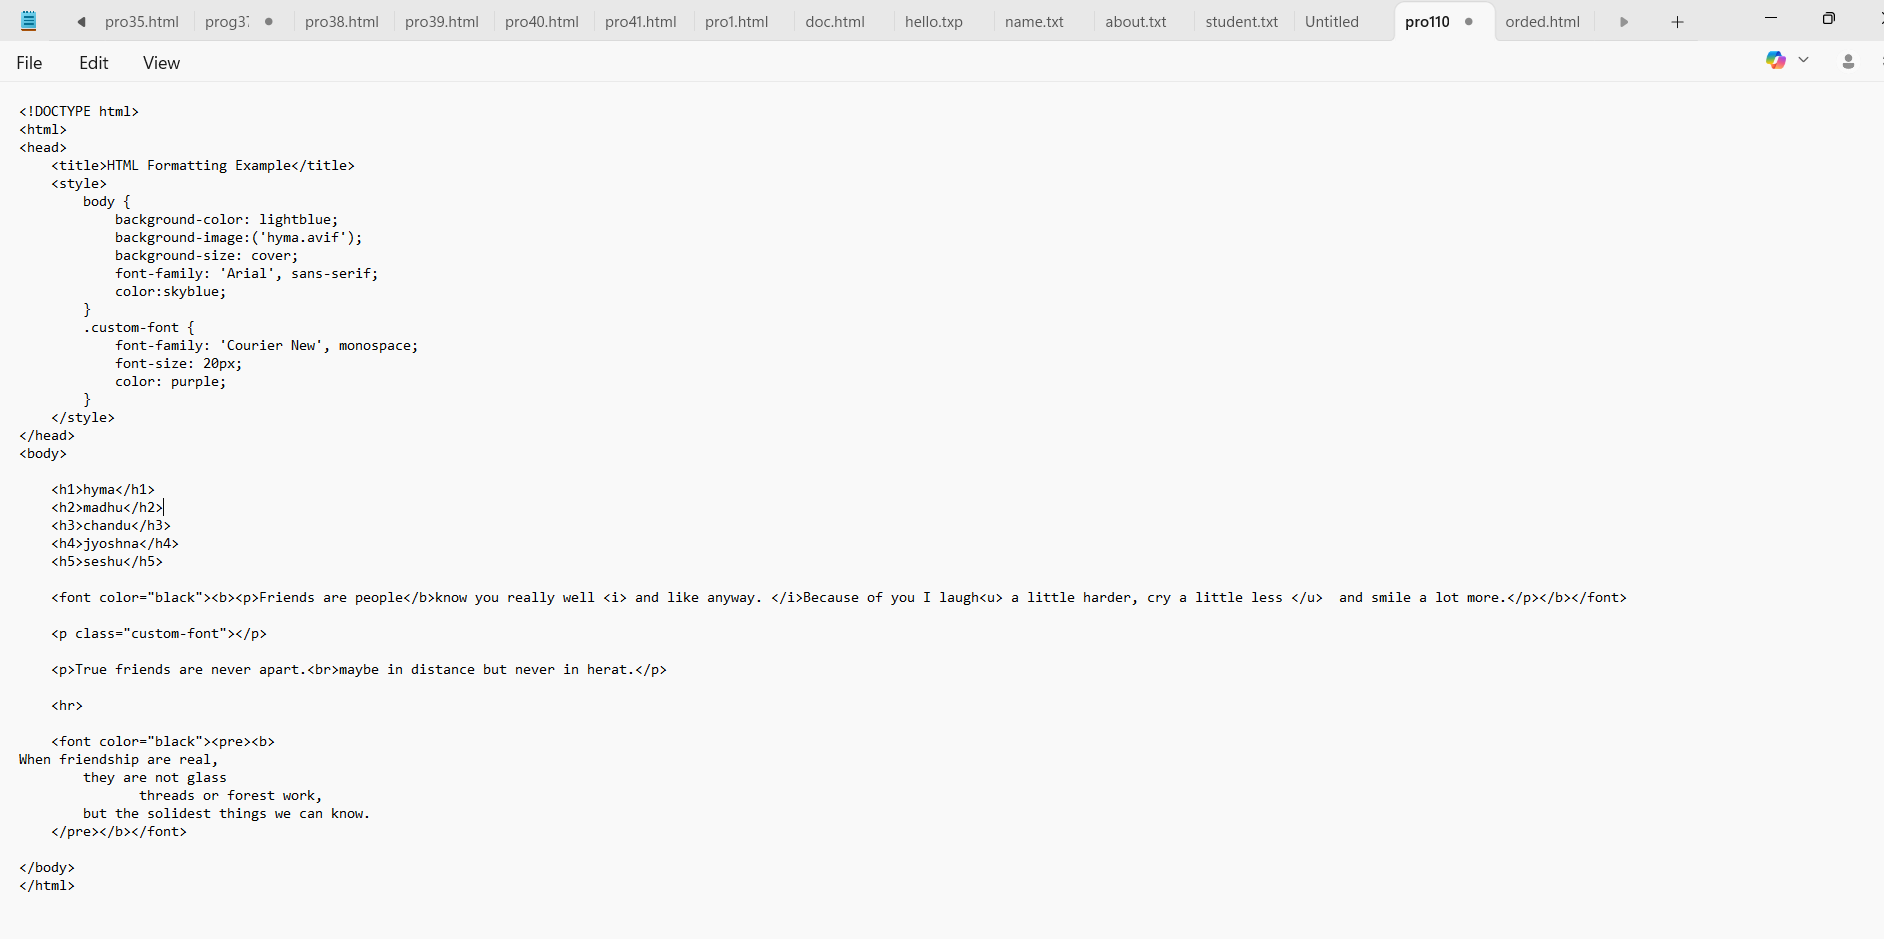 pro35.html prog37 pro38.html pro39.html pro40.html pro41.html pro1.html doc.html hello.txp name.txt about.txt student.txt Untitled pro110 orded.html
File Edit View
<!DOCTYPE html>
<html>
<head>
    <title>HTML Formatting Example</title>
    <style>
        body {
            background-color: lightblue;
            background-image:('hyma.avif');
            background-size: cover;
            font-family: 'Arial', sans-serif;
            color:skyblue;
        }
        .custom-font {
            font-family: 'Courier New', monospace;
            font-size: 20px;
            color: purple;
        }
    </style>
</head>
<body>
    <h1>hyma</h1>
    <h2>madhu</h2>
    <h3>chandu</h3>
    <h4>jyoshna</h4>
    <h5>seshu</h5>
    <font color="black"><b><p>Friends are people</b>know you really well <i> and like anyway. </i>Because of you I laugh<u> a little harder, cry a little less </u>  and smile a lot more.</p></b></font>
    <p class="custom-font"></p>
    <p>True friends are never apart.<br>maybe in distance but never in herat.</p>
    <hr>
    <font color="black"><pre><b>
When friendship are real,
        they are not glass
               threads or forest work,
        but the solidest things we can know.
    </pre></b></font>
</body>
</html>